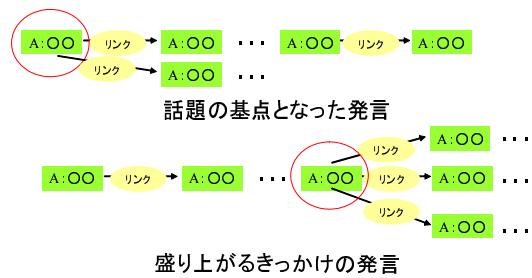 A:〇〇 リンク A:〇〇 ・・・ A:〇〇 リンク A:〇〇
リンク A:〇〇 ・・・
話題の基点となった発言
リンク A:〇〇 ・・・
A:〇〇 リンク A:〇〇 ・・・ A:〇〇 リンク A:〇〇 ・・・
リンク A:〇〇 ・・・
盛り上がるきっかけの発言